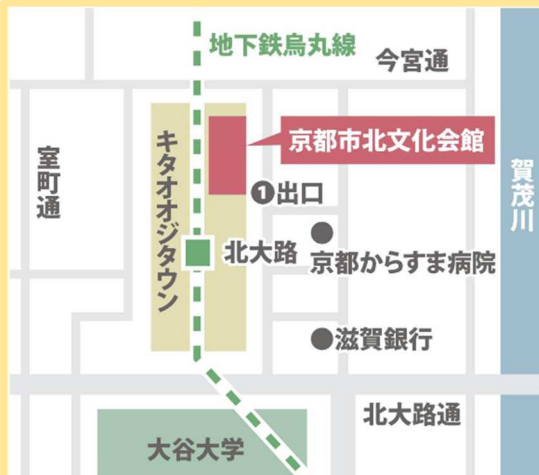 地下鉄烏丸線
今宮通
京都市北文化会館
キタオオジタウン
室町通
賀茂川
❶出口
北大路
京都からすま病院
滋賀銀行
北大路通
大谷大学